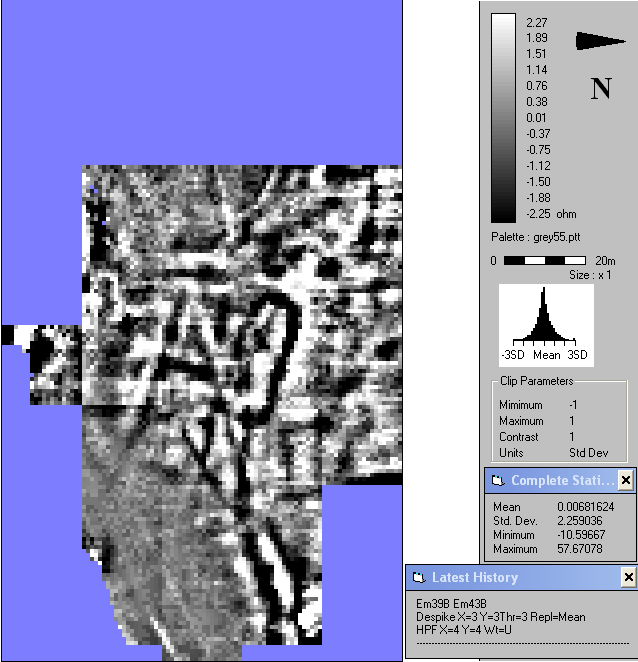 2.27
1.89
1.51
1.14
0.76
0.38
0.01
-0.37
-0.75
-1.12
-1.50
-1.88
-2.25 ohm
N
Palette : grey55.ptt
0 20m
Size : x 1
-3SD Mean 3SD
Clip Parameters
Mimimum -1
Maximum 1
Contrast 1
Units Std Dev
Complete Stati...
Mean 0.00681624
Std. Dev. 2.259036
Minimum -10.59667
Maximum 57.67078
Latest History
Em39B Em43B
Despike X=3 Y=3Thr=3 Repl=Mean
HPF X=4 Y=4 Wt=U